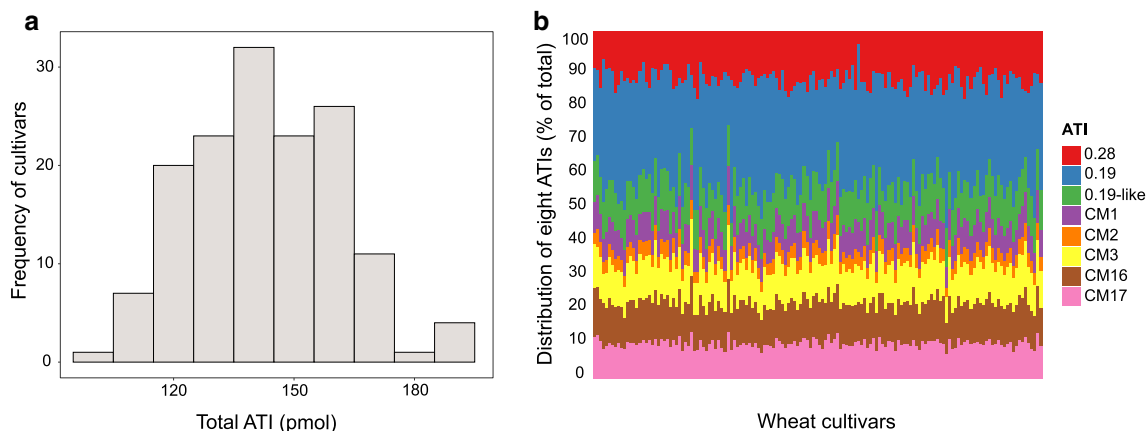 a
Frequency of cultivars
30
20
10
0
120
150
180
Total ATI (pmol)
b
Distribution of eight ATIs (% of total)
100
90
80
70
60
50
40
30
20
10
0
Wheat cultivars
ATI
0.28
0.19
0.19-like
CM1
CM2
CM3
CM16
CM17